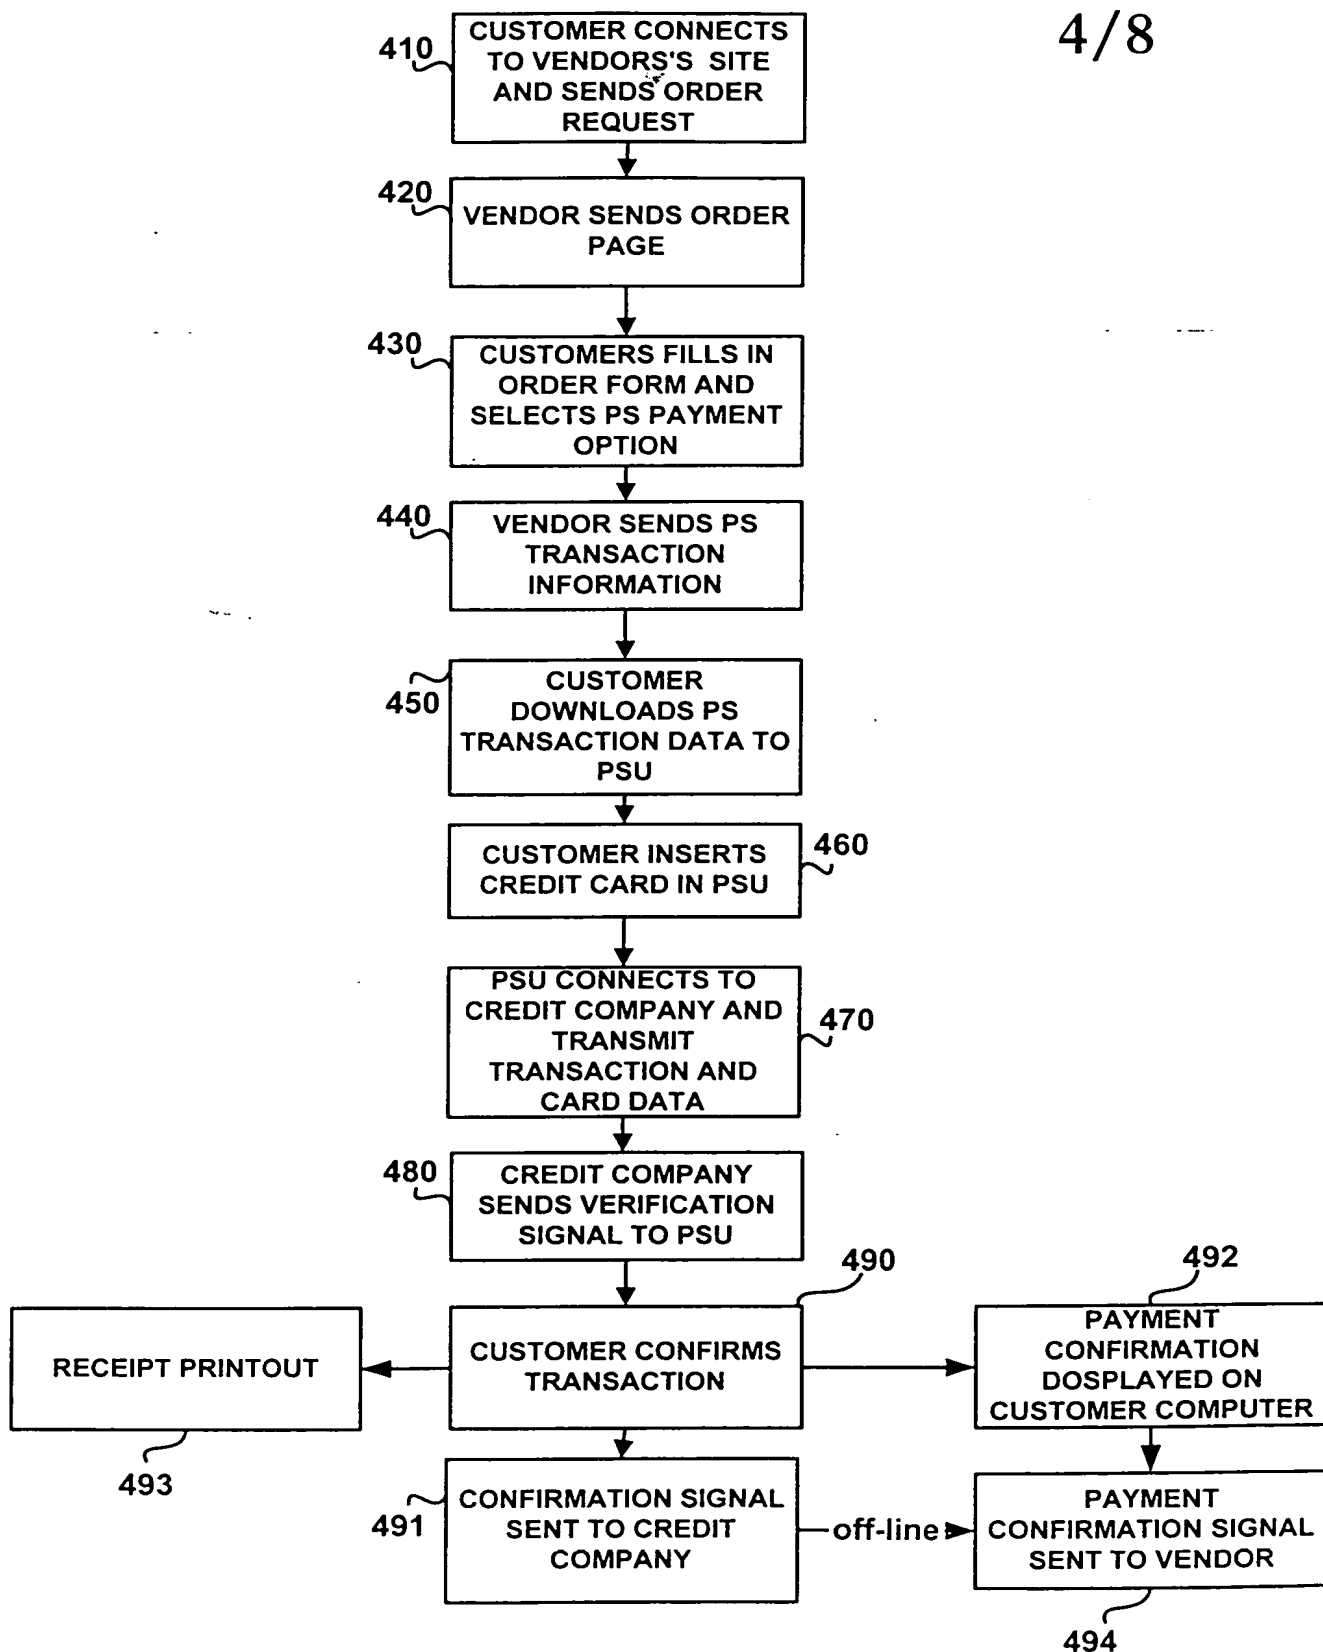 4/8
410
CUSTOMER CONNECTS
TO VENDORS'S SITE
AND SENDS ORDER
REQUEST
420
VENDOR SENDS ORDER
PAGE
430
CUSTOMERS FILLS IN
ORDER FORM AND
SELECTS PS PAYMENT
OPTION
440
VENDOR SENDS PS
TRANSACTION
INFORMATION
450
CUSTOMER
DOWNLOADS PS
TRANSACTION DATA TO
PSU
460
CUSTOMER INSERTS
CREDIT CARD IN PSU
470
PSU CONNECTS TO
CREDIT COMPANY AND
TRANSMIT
TRANSACTION AND
CARD DATA
480
CREDIT COMPANY
SENDS VERIFICATION
SIGNAL TO PSU
490
CUSTOMER CONFIRMS
TRANSACTION
492
PAYMENT
CONFIRMATION
DOSPLAYED ON
CUSTOMER COMPUTER
RECEIPT PRINTOUT
493
491
CONFIRMATION SIGNAL
SENT TO CREDIT
COMPANY
off-line
PAYMENT
CONFIRMATION SIGNAL
SENT TO VENDOR
494